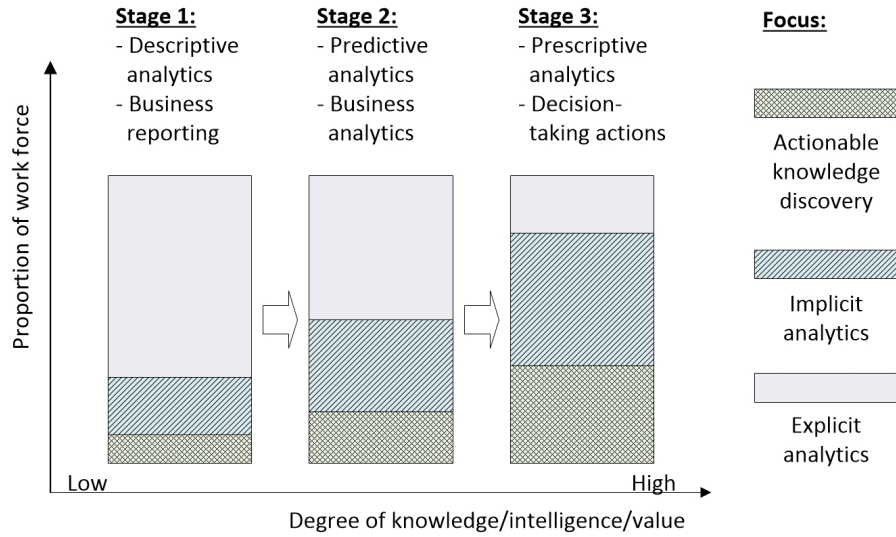 Stage 1:
- Descriptive
analytics
- Business
reporting
Stage 2:
- Predictive
analytics
- Business
analytics
Stage 3:
- Prescriptive
analytics
- Decision-
taking actions
Focus:
Actionable
knowledge
discovery
Implicit
analytics
Explicit
analytics
Proportion of work force
Low
High
Degree of knowledge/intelligence/value